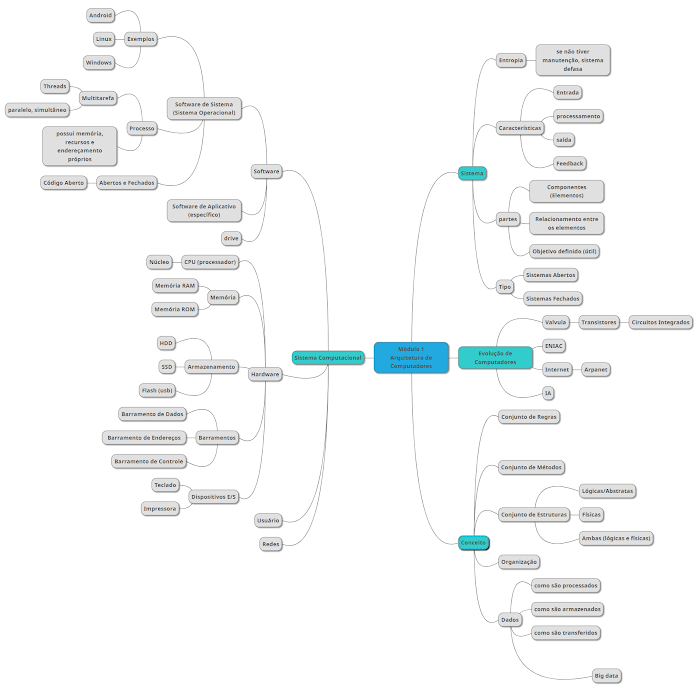 Módulo 1
Arquitetura de
Computadores
Sistema
Entropia
se não tiver
manutenção, sistema
defasa
Características
Entrada
processamento
saída
Feedback
partes
Componentes
(Elementos)
Relacionamento entre
os elementos
Objetivo definido (útil)
Tipo
Sistemas Abertos
Sistemas Fechados
Evolução de
Computadores
Valvula
Transistores
Circuitos Integrados
ENIAC
Internet
Arpanet
IA
Conceito
Conjunto de Regras
Conjunto de Métodos
Conjunto de Estruturas
Lógicas/Abstratas
Físicas
Ambas (lógicas e físicas)
Organização
Dados
como são processados
como são armazenados
como são transferidos
Big data
Sistema Computacional
Software
Software de Sistema
(Sistema Operacional)
Exemplos
Android
Linux
Windows
Processo
Multitarefa
Threads
paralelo, simultâneo
possui memória,
recursos e
endereçamento
próprios
Abertos e Fechados
Código Aberto
Software de Aplicativo
(específico)
drive
Hardware
CPU (processador)
Núcleo
Memória
Memória RAM
Memória ROM
Armazenamento
HDD
SSD
Flash (usb)
Barramentos
Barramento de Dados
Barramento de Endereços
Barramento de Controle
Dispositivos E/S
Teclado
Impressora
Usuário
Redes